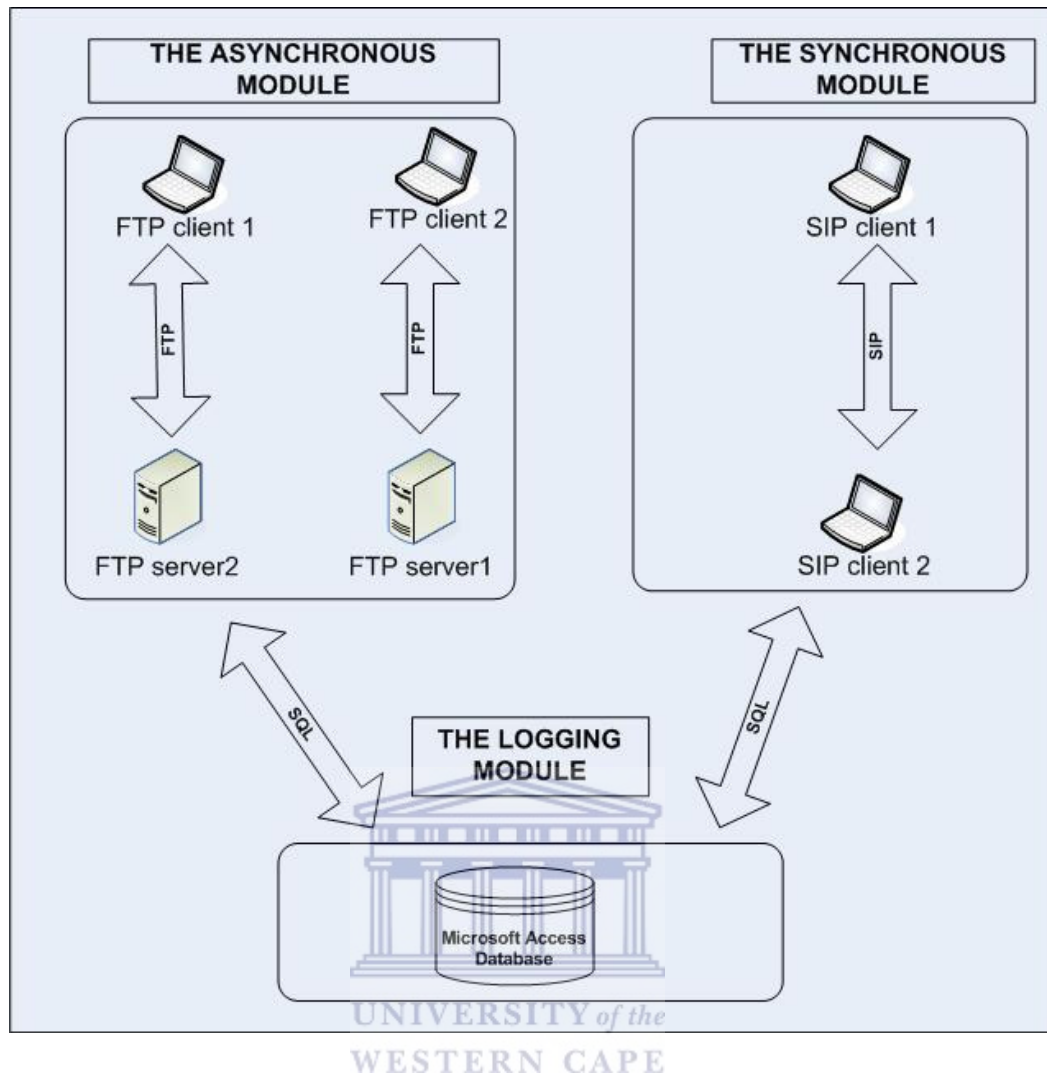 THE ASYNCHRONOUS
MODULE
THE SYNCHRONOUS
MODULE
FTP client 1
FTP client 2
SIP client 1
FTP
FTP
SIP
FTP server2
FTP server1
SIP client 2
SQL
SQL
THE LOGGING
MODULE
Microsoft Access
Database
UNIVERSITY of the
WESTERN CAPE